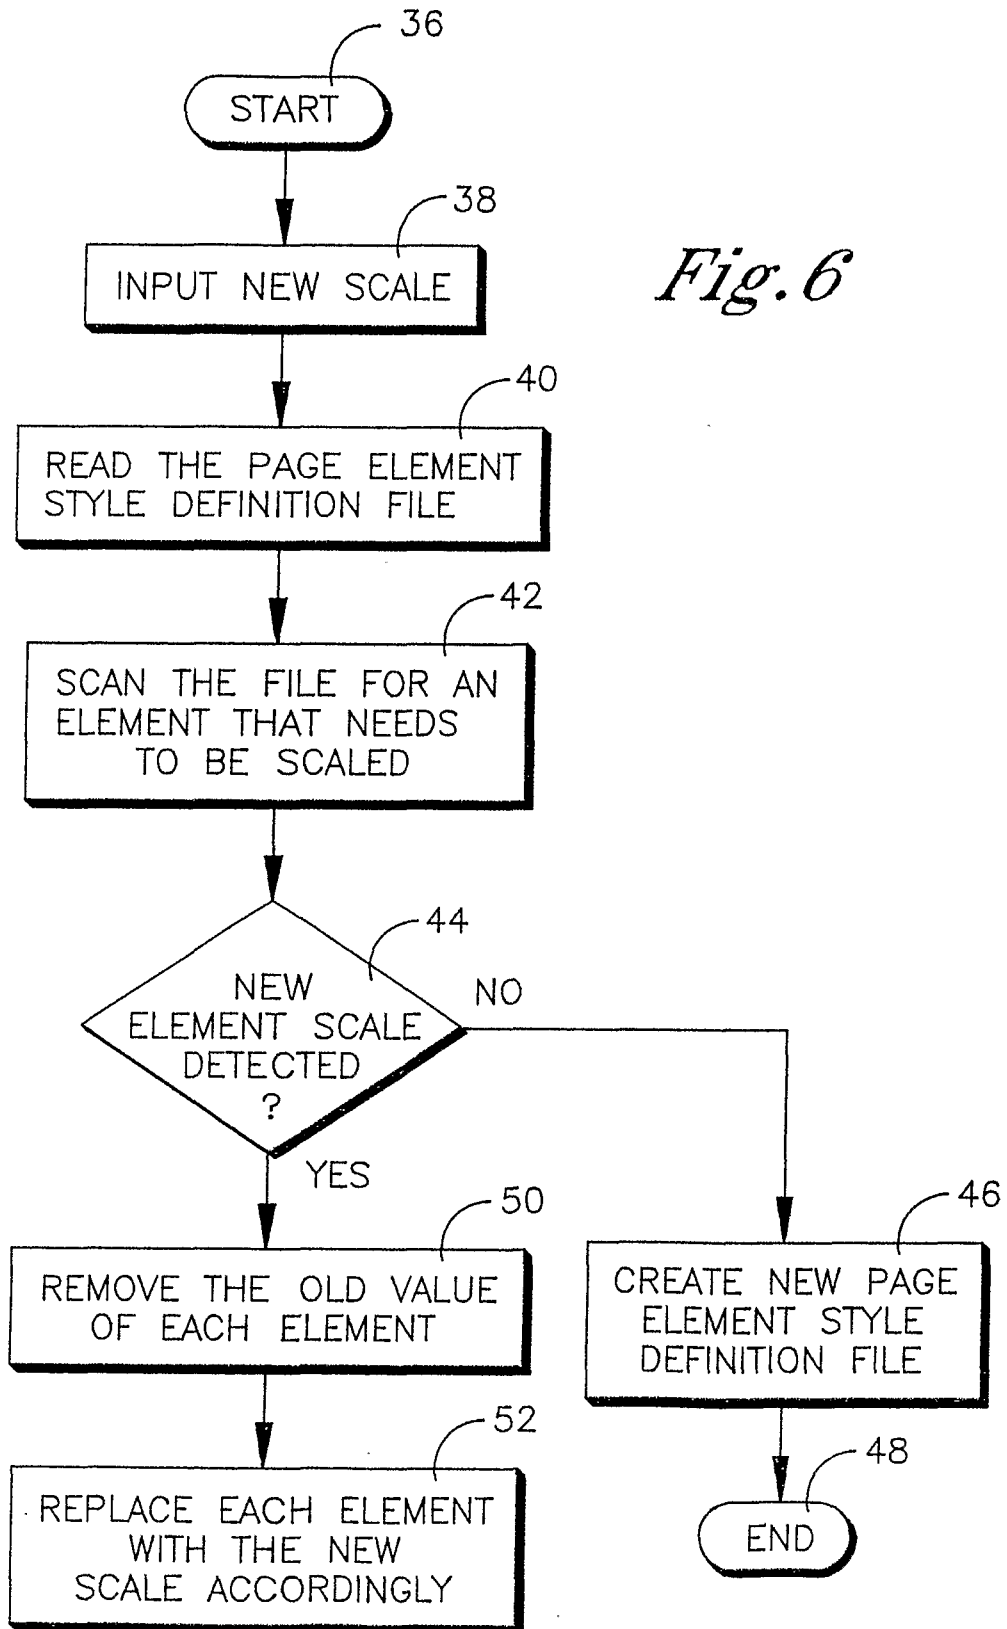 36
START
38
INPUT NEW SCALE
Fig. 6
40
READ THE PAGE ELEMENT
STYLE DEFINITION FILE
42
SCAN THE FILE FOR AN
ELEMENT THAT NEEDS
TO BE SCALED
44
NEW
ELEMENT SCALE
DETECTED
?
NO
YES
50
REMOVE THE OLD VALUE
OF EACH ELEMENT
46
CREATE NEW PAGE
ELEMENT STYLE
DEFINITION FILE
52
REPLACE EACH ELEMENT
WITH THE NEW
SCALE ACCORDINGLY
48
END